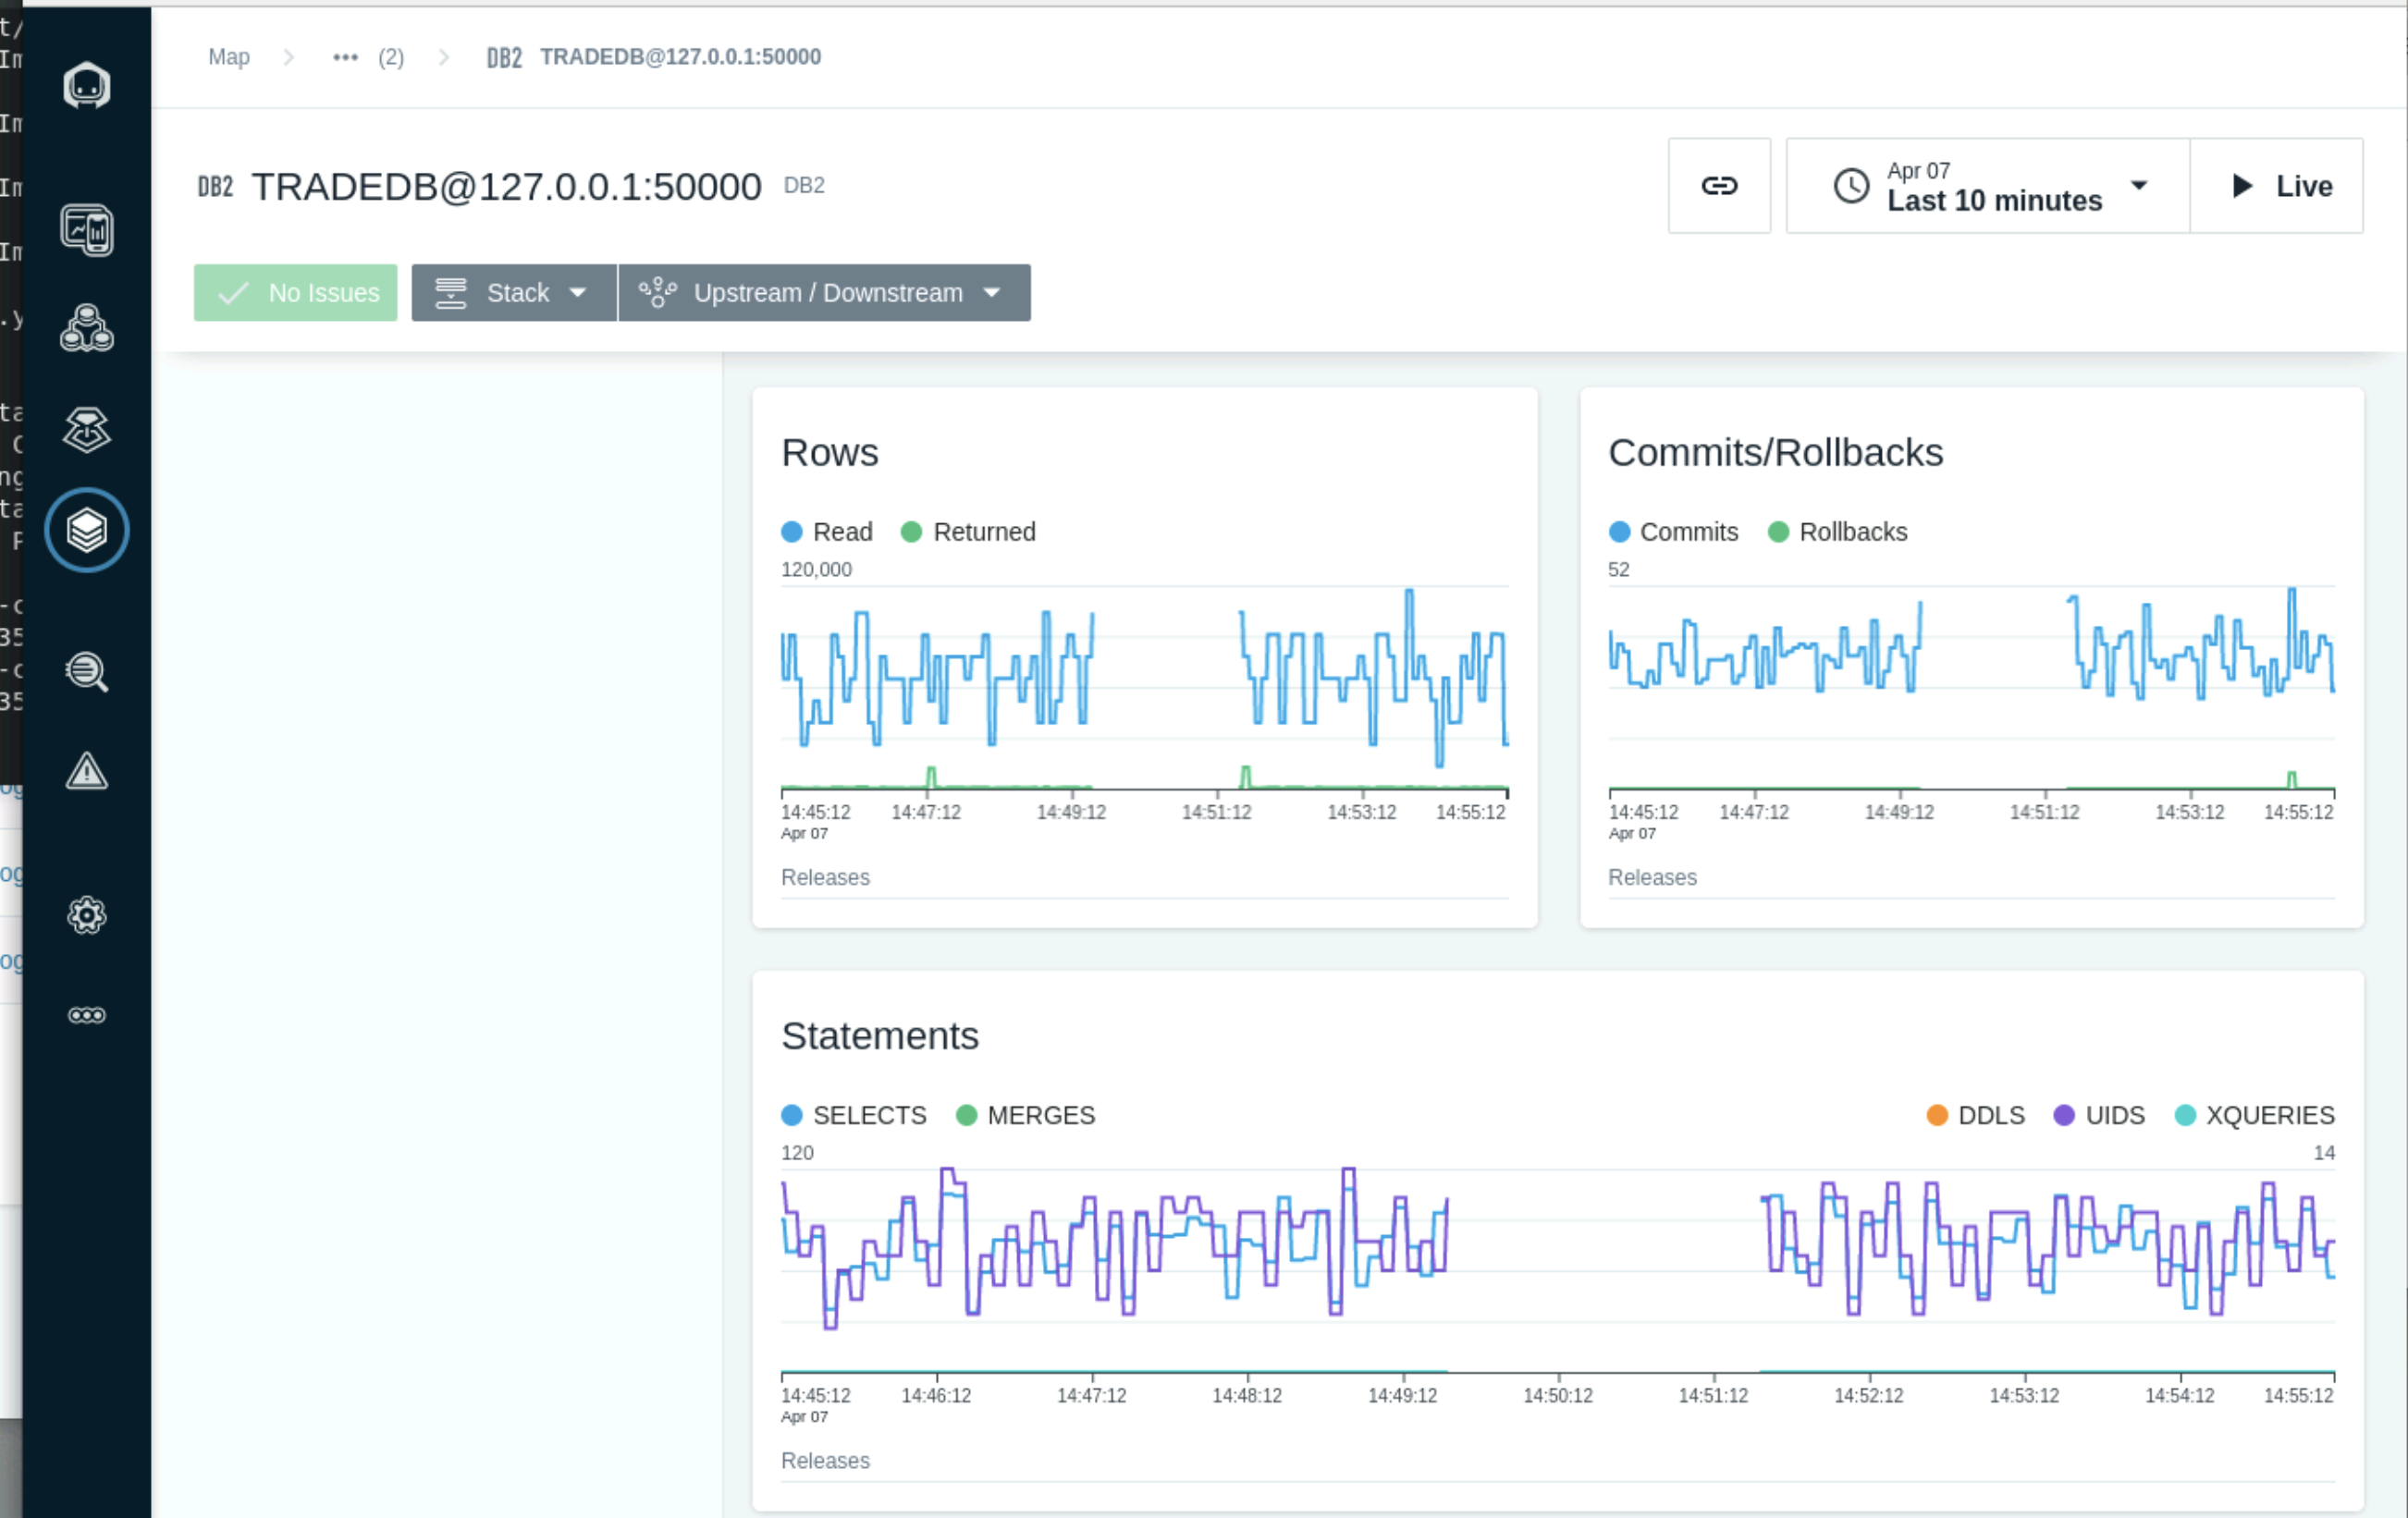 Map > ••• (2) > DB2 TRADEDB@127.0.0.1:50000
DB2 TRADEDB@127.0.0.1:50000 DB2
Apr 07
Last 10 minutes
Live
No Issues
Stack
Upstream / Downstream
Rows
Read Returned
120,000
14:45:12 14:47:12 14:49:12 14:51:12 14:53:12 14:55:12
Apr 07
Releases
Commits/Rollbacks
Commits Rollbacks
52
14:45:12 14:47:12 14:49:12 14:51:12 14:53:12 14:55:12
Apr 07
Releases
Statements
SELECTS MERGES DDLS UIDS XQUERIES
120 14
14:45:12 14:46:12 14:47:12 14:48:12 14:49:12 14:50:12 14:51:12 14:52:12 14:53:12 14:54:12 14:55:12
Apr 07
Releases